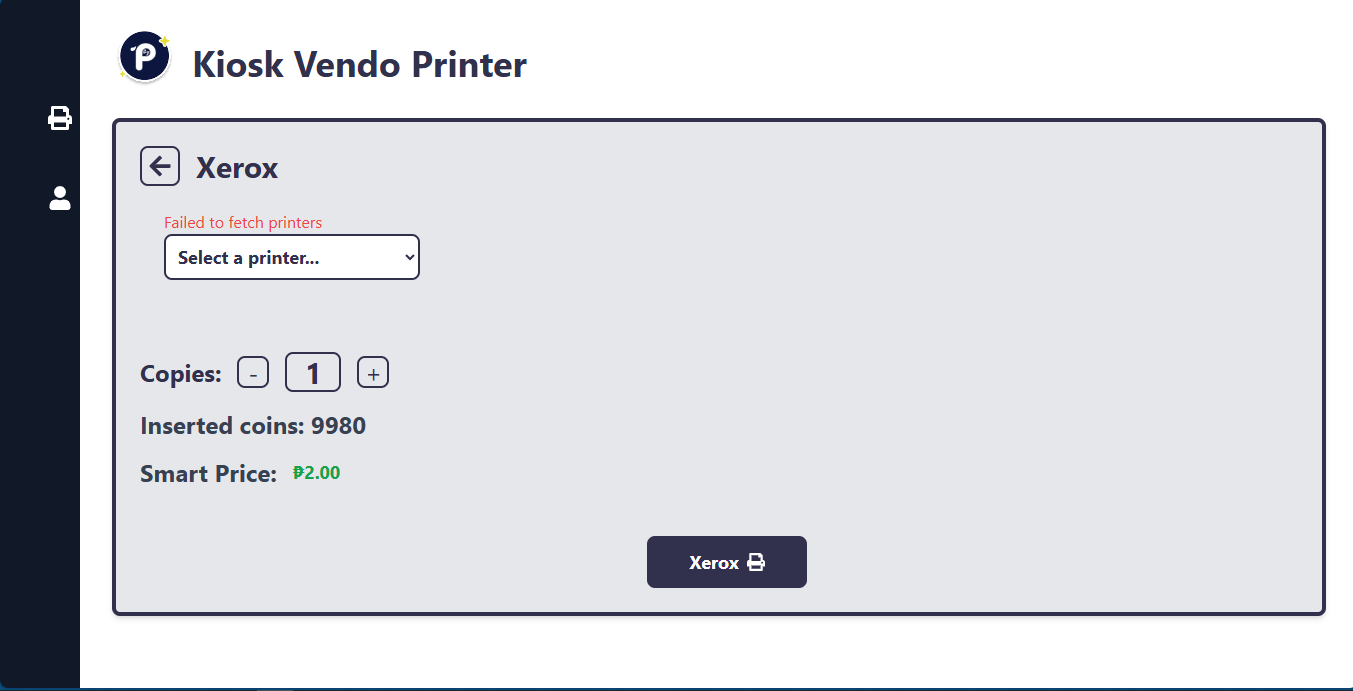 Kiosk Vendo Printer
Xerox
Failed to fetch printers
Select a printer...
Copies: - 1 +
Inserted coins: 9980
Smart Price: ₱2.00
Xerox